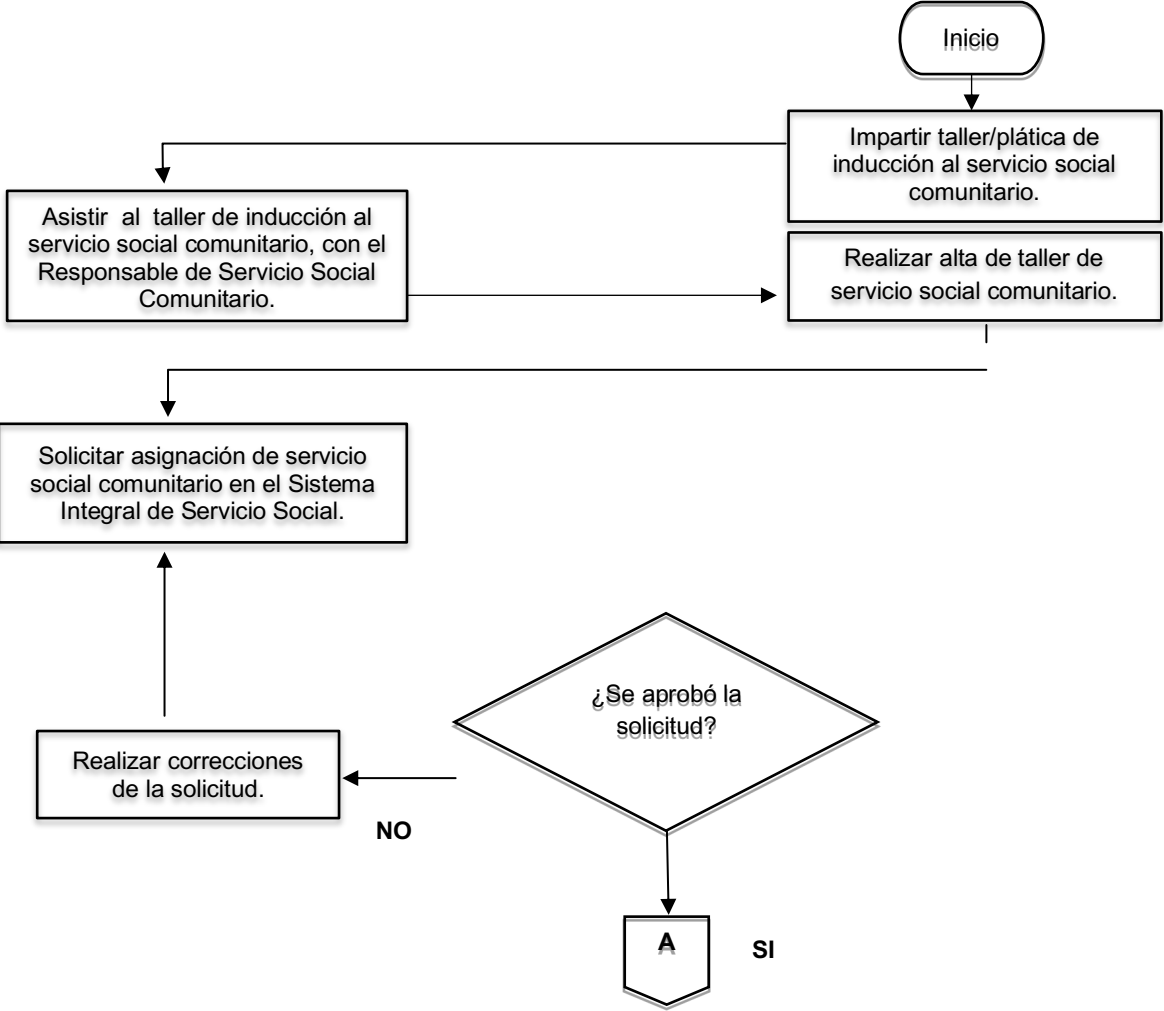 Inicio
Impartir taller/plática de
inducción al servicio social
comunitario.
Asistir al taller de inducción al
servicio social comunitario, con el
Responsable de Servicio Social
Comunitario.
Realizar alta de taller de
servicio social comunitario.
Solicitar asignación de servicio
social comunitario en el Sistema
Integral de Servicio Social.
¿Se aprobó la
solicitud?
Realizar correcciones
de la solicitud.
NO
A
SI